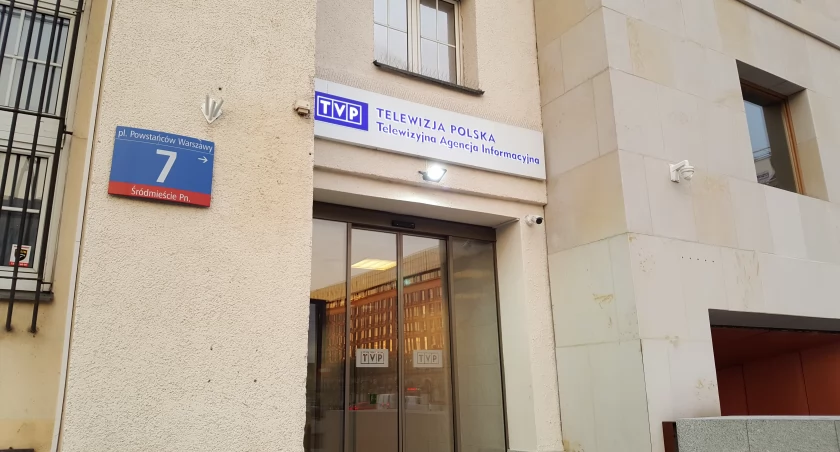 pl. Powstańców Warszawy
7
Śródmieście Pn.
TVP
TELEWIZJA POLSKA
Telewizyjna Agencja Informacyjna
TVP
TVP